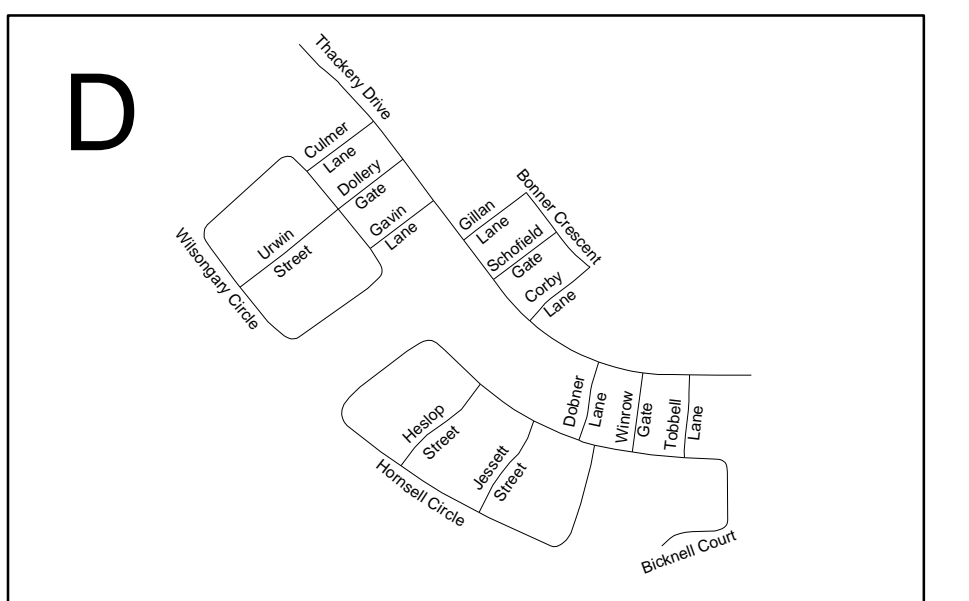 D
Thackery Drive
Culmer
Lane
Dollery
Gate
Gavin
Lane
Urwin
Street
Wilsongary Circle
Bonner Crescent
Gillan
Lane
Schofield
Gate
Corby
Lane
Dobner
Lane
Winrow
Gate
Tobbell
Lane
Heslop
Street
Jessett
Street
Hornsell Circle
Bicknell Court